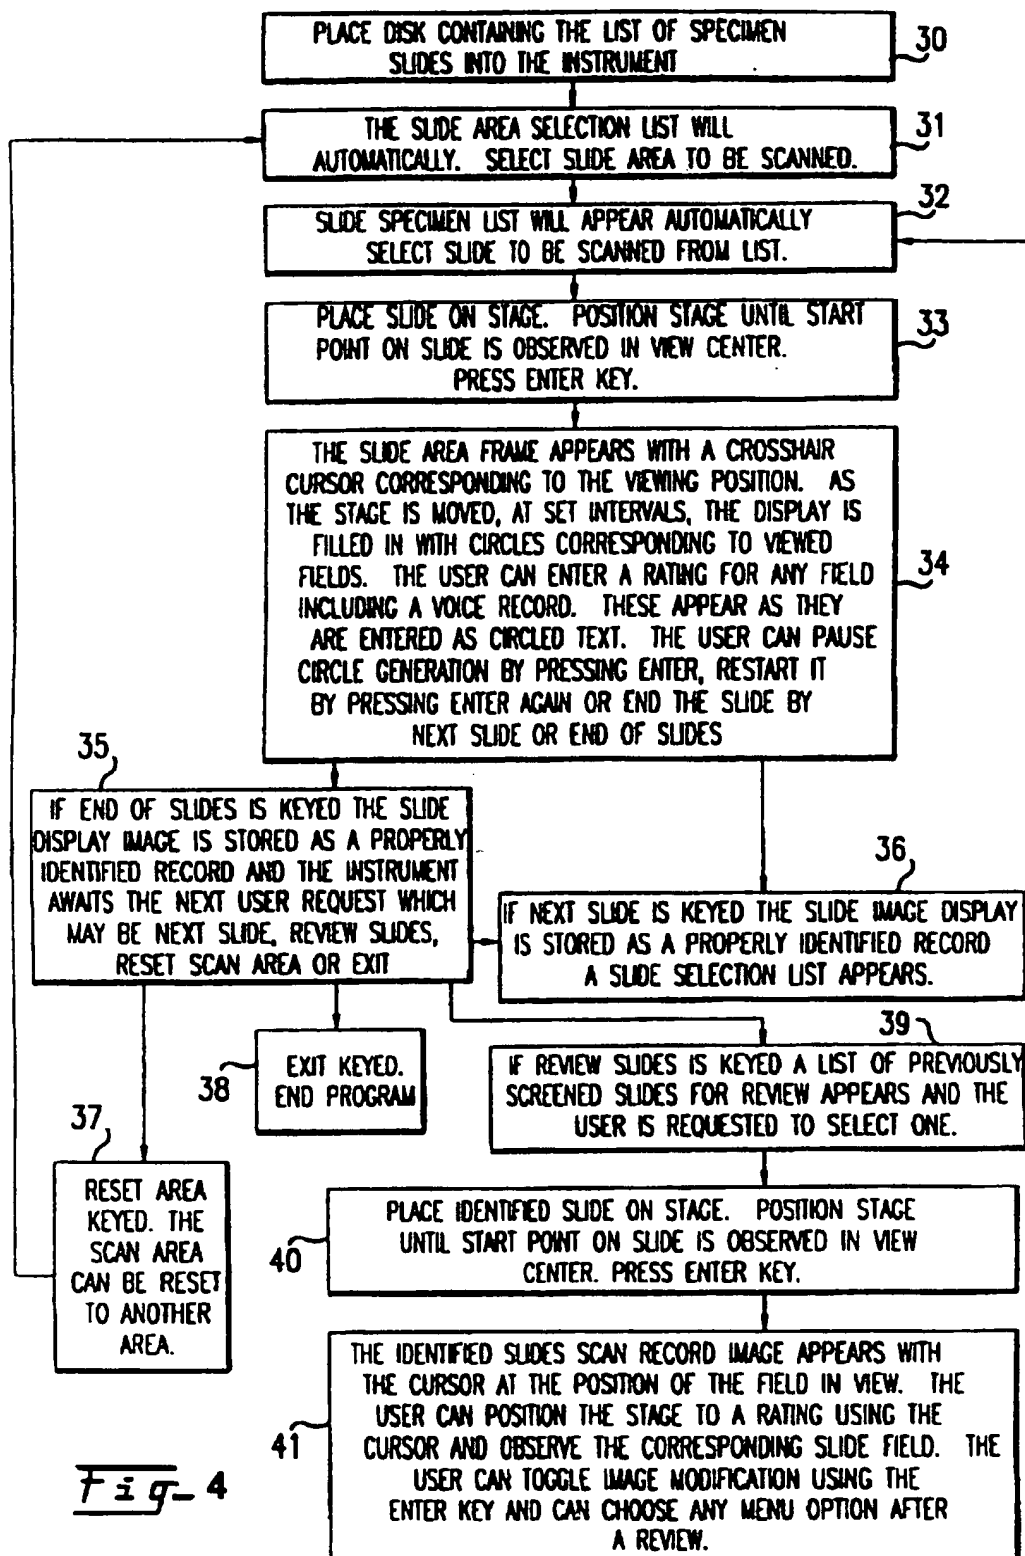 PLACE DISK CONTAINING THE LIST OF SPECIMEN
SLIDES INTO THE INSTRUMENT
30
THE SLIDE AREA SELECTION LIST WILL
AUTOMATICALLY. SELECT SLIDE AREA TO BE SCANNED.
31
SLIDE SPECIMEN LIST WILL APPEAR AUTOMATICALLY
SELECT SLIDE TO BE SCANNED FROM LIST.
32
PLACE SLIDE ON STAGE. POSITION STAGE UNTIL START
POINT ON SLIDE IS OBSERVED IN VIEW CENTER.
PRESS ENTER KEY.
33
THE SLIDE AREA FRAME APPEARS WITH A CROSSHAIR
CURSOR CORRESPONDING TO THE VIEWING POSITION. AS
THE STAGE IS MOVED, AT SET INTERVALS, THE DISPLAY IS
FILLED IN WITH CIRCLES CORRESPONDING TO VIEWED
FIELDS. THE USER CAN ENTER A RATING FOR ANY FIELD
INCLUDING A VOICE RECORD. THESE APPEAR AS THEY
ARE ENTERED AS CIRCLED TEXT. THE USER CAN PAUSE
CIRCLE GENERATION BY PRESSING ENTER, RESTART IT
BY PRESSING ENTER AGAIN OR END THE SLIDE BY
NEXT SLIDE OR END OF SLIDES
34
35
IF END OF SLIDES IS KEYED THE SLIDE
DISPLAY IMAGE IS STORED AS A PROPERLY
IDENTIFIED RECORD AND THE INSTRUMENT
AWAITS THE NEXT USER REQUEST WHICH
MAY BE NEXT SLIDE, REVIEW SLIDES,
RESET SCAN AREA OR EXIT
36
IF NEXT SLIDE IS KEYED THE SLIDE IMAGE DISPLAY
IS STORED AS A PROPERLY IDENTIFIED RECORD
A SLIDE SELECTION LIST APPEARS.
37
RESET AREA
KEYED. THE
SCAN AREA
CAN BE RESET
TO ANOTHER
AREA.
38
EXIT KEYED.
END PROGRAM
39
IF REVIEW SLIDES IS KEYED A LIST OF PREVIOUSLY
SCREENED SLIDES FOR REVIEW APPEARS AND THE
USER IS REQUESTED TO SELECT ONE.
40
PLACE IDENTIFIED SLIDE ON STAGE. POSITION STAGE
UNTIL START POINT ON SLIDE IS OBSERVED IN VIEW
CENTER. PRESS ENTER KEY.
41
THE IDENTIFIED SLIDES SCAN RECORD IMAGE APPEARS WITH
THE CURSOR AT THE POSITION OF THE FIELD IN VIEW. THE
USER CAN POSITION THE STAGE TO A RATING USING THE
CURSOR AND OBSERVE THE CORRESPONDING SLIDE FIELD. THE
USER CAN TOGGLE IMAGE MODIFICATION USING THE
ENTER KEY AND CAN CHOOSE ANY MENU OPTION AFTER
A REVIEW.
Fig- 4